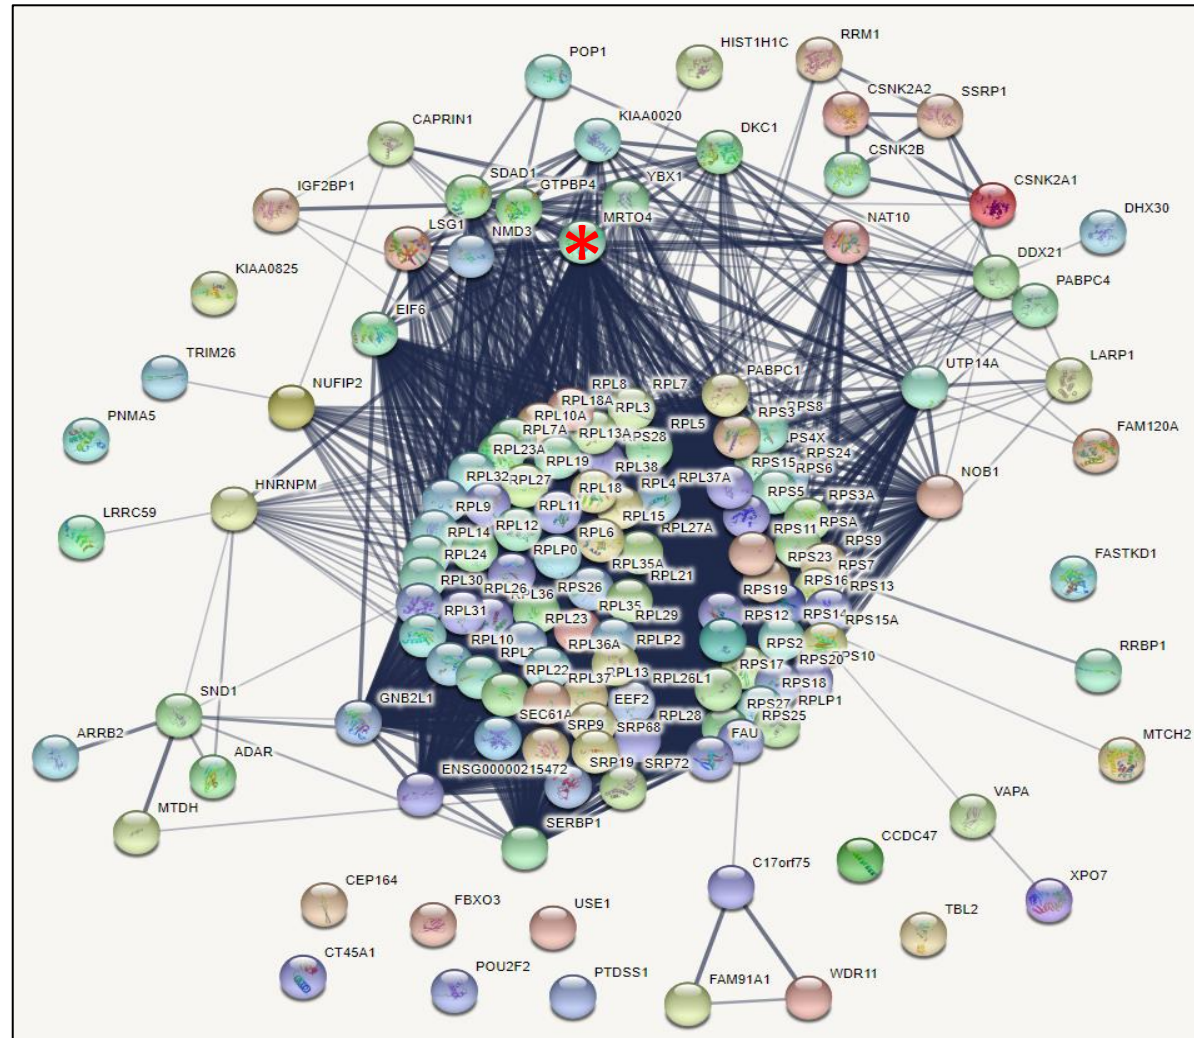 HIST1H1C
RRM1
POP1
CSNK2A2
SSRP1
KIAA0020
CAPRIN1
DKC1
CSNK2B
SDAD1
GTPBP4
YBX1
IGF2BP1
CSNK2A1
MRTO4
NAT10
DHX30
LSG1
NMD3
DDX21
KIAA0825
PABPC4
EIF6
TRIM26
NUFIP2
PABPC1
UTP14A
LARP1
RPL8
RPL7
RPL18A
RPL10A
RPL3
RPS3
RPS8
PNMA5
RPL7A
RPL13A
RPS28
RPL5
FAM120A
RPS4X
RPL23A
RPS24
RPL19
RPL38
RPS15
RPS6
NOB1
HNRNPM
RPL32
RPL27
RPL18
RPL4
RPL37A
RPS5
RPS3A
LRRC59
RPL9
RPL11
RPL15
RPSA
RPL14
RPL12
RPL6
RPL27A
RPS11
RPS9
RPL24
RPLP0
RPL35A
RPS23
RPS7
FASTKD1
RPL21
RPL30
RPL26
RPS26
RPS19
RPS16
RPS13
RPL36
RPL35
RPL31
RPL23
RPL29
RPS12
RPS14
RPS15A
RPL10
RPL36A
RPLP2
RPS2
RRBP1
RPL22
RPL13
RPS17
RPS20
RPS10
RPL37
RPL26L1
RPS18
SND1
GNB2L1
EEF2
RPS27
RPLP1
SEC61A
RPL28
RPS25
ARRB2
ADAR
SRP9
SRP68
FAU
MTCH2
ENSG00000215472
SRP19
SRP72
MTDH
VAPA
SERBP1
CCDC47
C17orf75
CEP164
FBXO3
USE1
XPO7
TBL2
CT45A1
POU2F2
PTDSS1
FAM91A1
WDR11